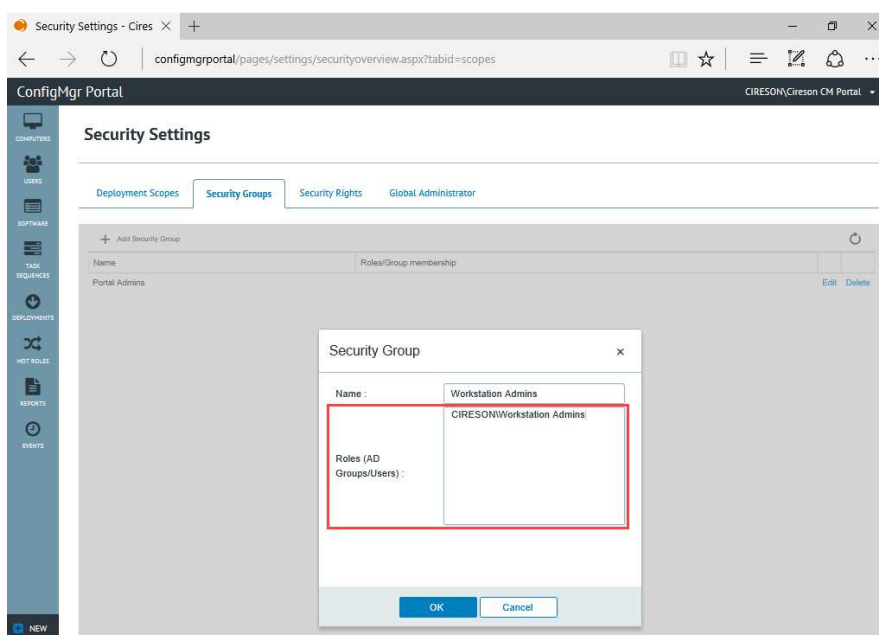 Security Settings - Cires
configmgrportal/pages/settings/securityoverview.aspx?tabid=scopes
ConfigMgr Portal
CIRESON\Cireson CM Portal
COMPUTERS
USERS
SOFTWARE
TASK
SEQUENCES
DEPLOYMENTS
MDT ROLES
REPORTS
EVENTS
NEW
Security Settings
Deployment Scopes Security Groups Security Rights Global Administrator
Add Security Group
Name Roles/Group membership
Portal Admins Edit Delete
Security Group
Name : Workstation Admins
CIRESON\Workstation Admins
Roles (AD
Groups/Users) :
OK Cancel